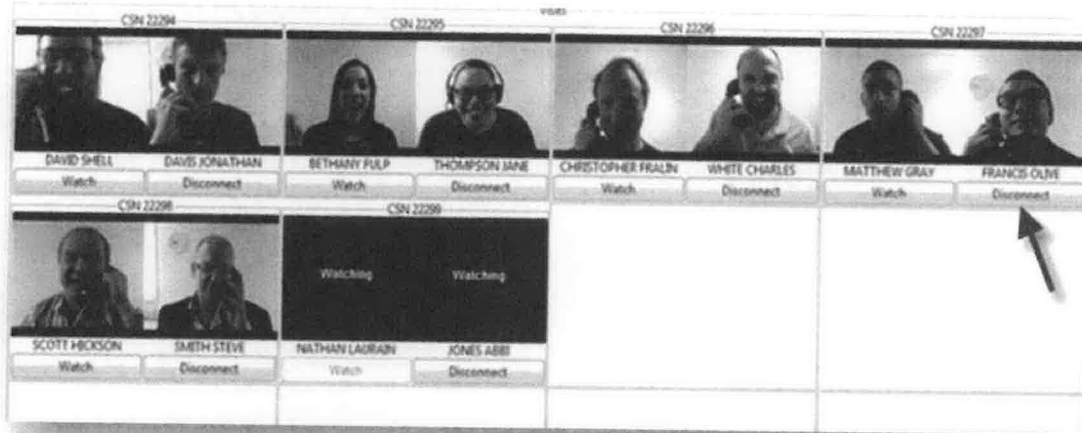 Visits
CSN 22294
CSN 22295
CSN 22296
CSN 22297
DAVID SHELL
DAVIS JONATHAN
BETHANY FULP
THOMPSON JANE
CHRISTOPHER FRALIN
WHITE CHARLES
MATTHEW GRAY
FRANCIS OLIVE
Watch
Disconnect
Watch
Disconnect
Watch
Disconnect
Watch
Disconnect
CSN 22298
CSN 22299
Watching
Watching
SCOTT HICKSON
SMITH STEVE
NATHAN LAURAIN
JONES ABBI
Watch
Disconnect
Watch
Disconnect